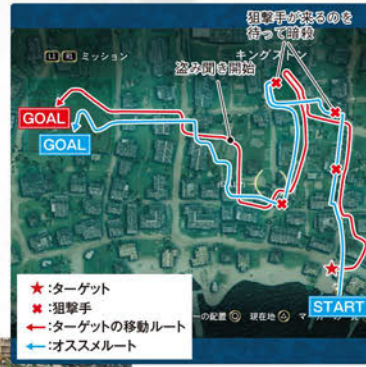 狙撃手が来るのを
待って暗殺
L1 R1 ミッション
キングストン
盗み聞き開始
GOAL
GOAL
★:ターゲット
✖:狙撃手
←:ターゲットの移動ルート
←:オススメルート
ーの配置 現在地
START